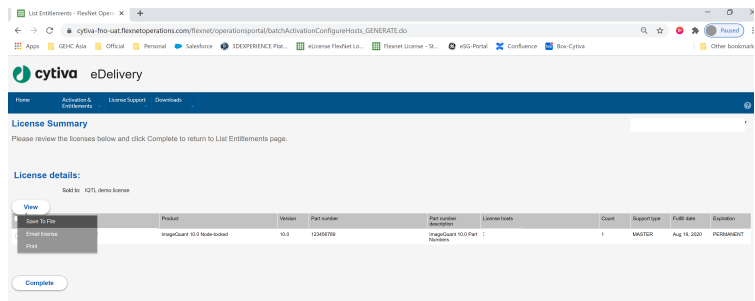 List Entitlements - FlexNet Oper
cytiva-fno-uat.flexnetoperations.com/flexnet/operationsportal/batchActivationConfigureHosts_GENERATE.do
Paused
Apps GEHC Asia Official Personal Salesforce 3DEXPERIENCE Plat... eLicense FlexNet Lo... Flexnet License - St... eSG-Portal Confluence Box-Cytiva Other bookmark
cytiva eDelivery
Home Activation & Entitlements License Support Downloads
License Summary
Please review the licenses below and click Complete to return to List Entitlements page.
License details:
Sold to: IQTL demo license
View
Save To File
Email license
Print
Product Version Part number Part number description License hosts Count Support type Fulfill date Expiration
ImageQuant 10.0 Node-locked 10.0 123456789 ImageQuant 10.0 Part Numbers 1 MASTER Aug 19, 2020 PERMANENT
Complete